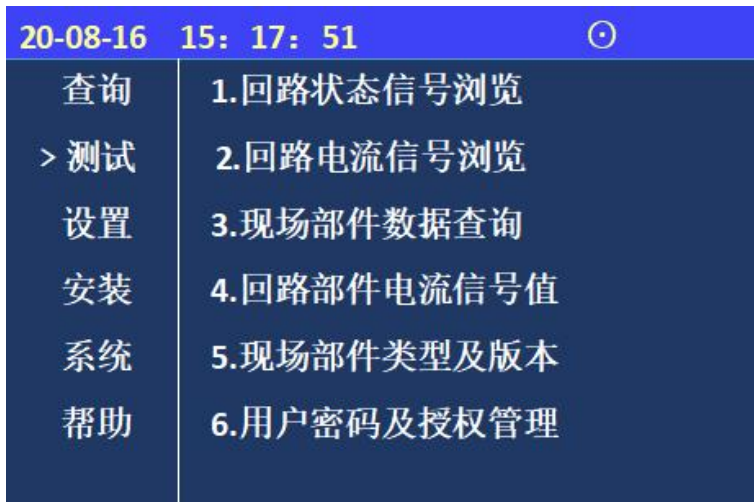 20-08-16 15：17：51
查询 1.回路状态信号浏览
> 测试 2.回路电流信号浏览
设置 3.现场部件数据查询
安装 4.回路部件电流信号值
系统 5.现场部件类型及版本
帮助 6.用户密码及授权管理